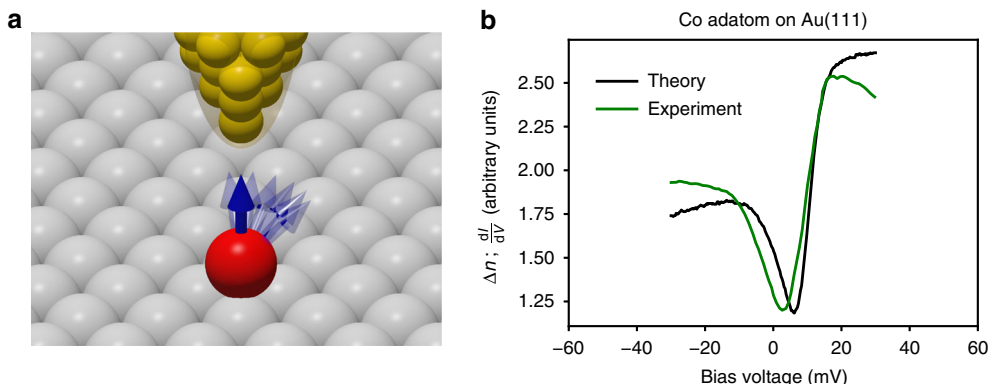 a
b
Co adatom on Au(111)
Theory
Experiment
2.50
2.25
2.00
1.75
1.50
1.25
Δn; dI/dV (arbitrary units)
−60 −40 −20 0 20 40 60
Bias voltage (mV)